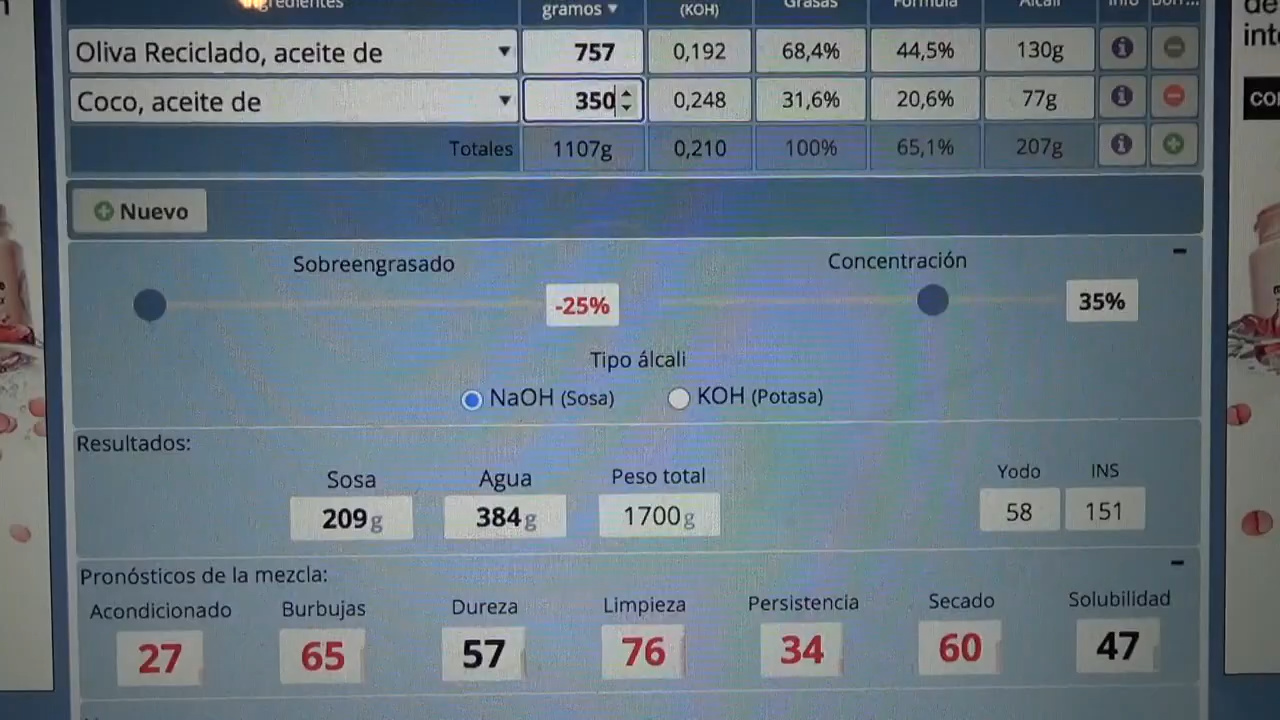 Ingredientes
gramos ▼ (KOH) Grasas Fórmula Álcali Info
Oliva Reciclado, aceite de 757 0,192 68,4% 44,5% 130g
Coco, aceite de 350 0,248 31,6% 20,6% 77g
Totales 1107g 0,210 100% 65,1% 207g
Nuevo
Sobreengrasado Concentración
-25% 35%
Tipo álcali
NaOH (Sosa) KOH (Potasa)
Resultados:
Sosa Agua Peso total Yodo INS
209g 384g 1700g 58 151
Pronósticos de la mezcla:
Acondicionado Burbujas Dureza Limpieza Persistencia Secado Solubilidad
27 65 57 76 34 60 47